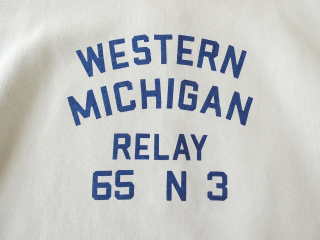 WESTERN
MICHIGAN
RELAY
65 N 3